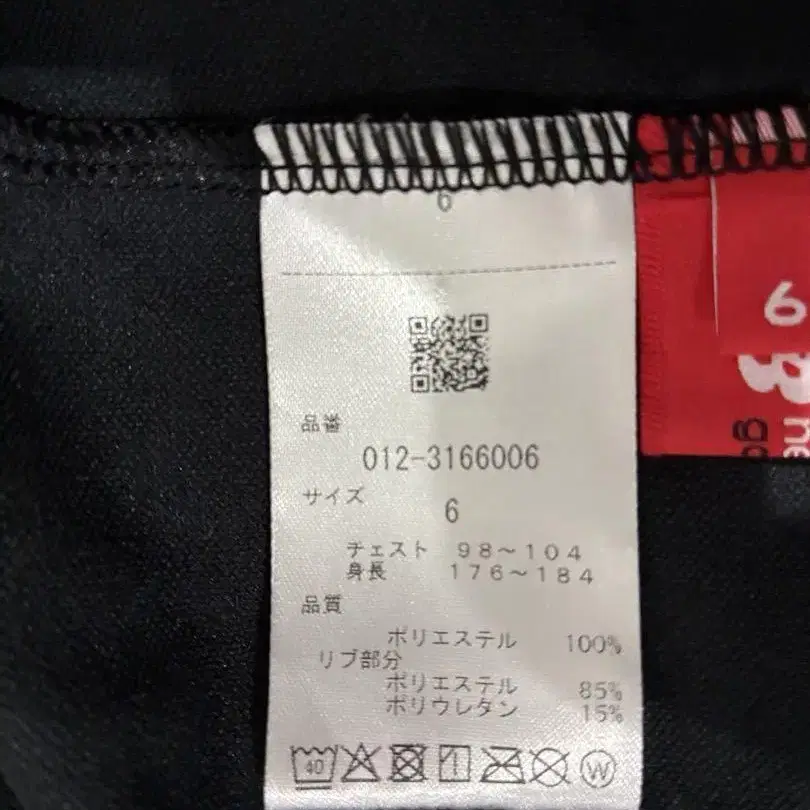 6
品番
012-3166006
サイズ
6
チェスト 98～104
身長 176～184
品質
ポリエステル 100%
リブ部分
ポリエステル 85%
ポリウレタン 15%
40
W
6